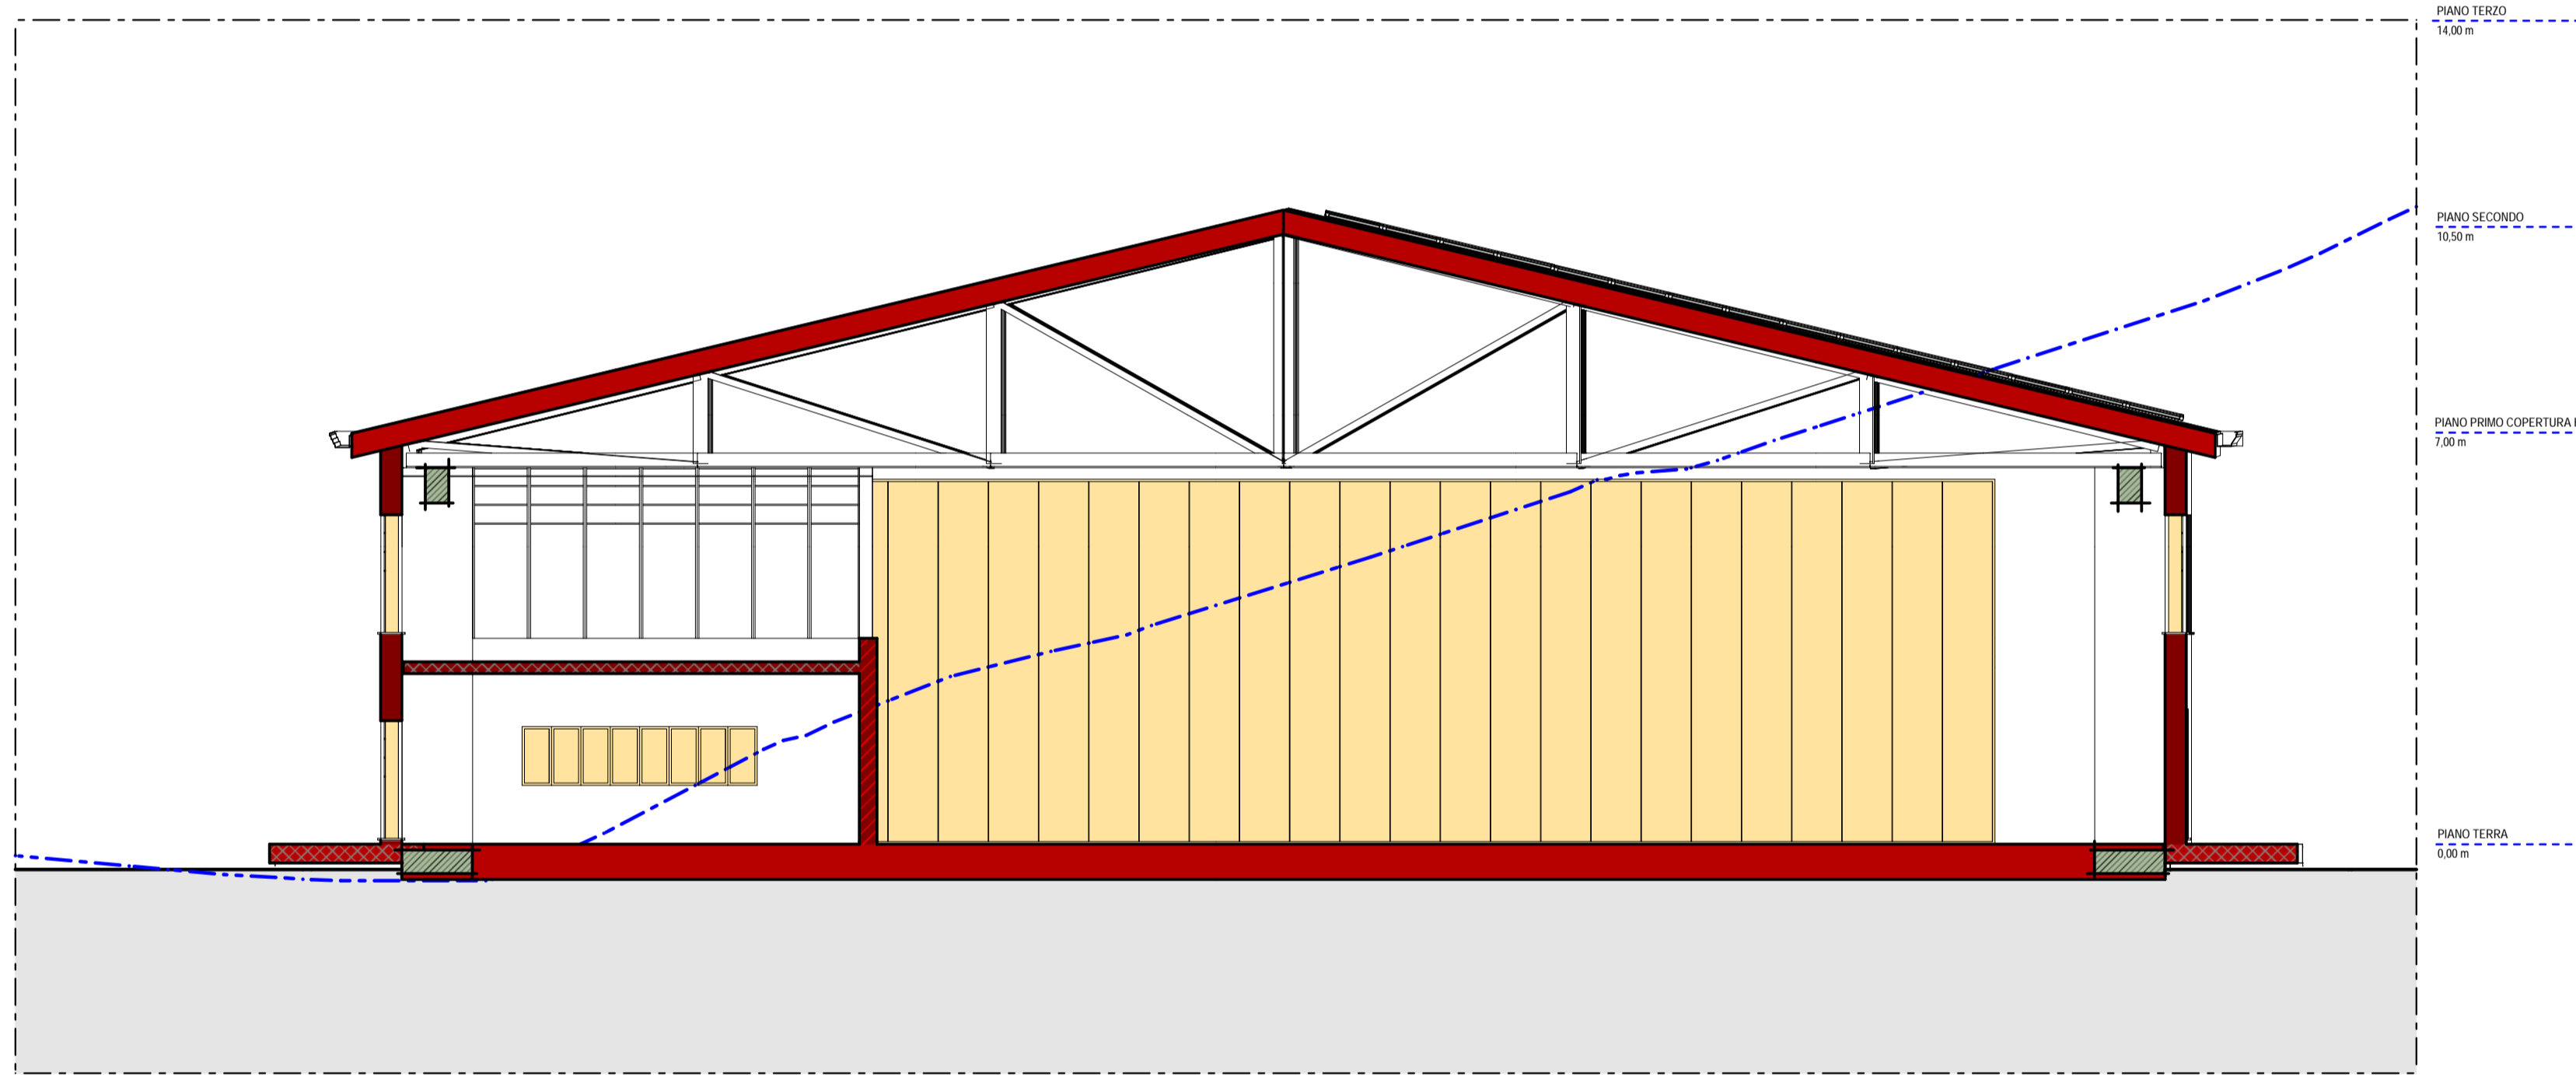 PIANO TERZO
14,00 m
PIANO SECONDO
10,50 m
PIANO PRIMO COPERTURA
7,00 m
PIANO TERRA
0,00 m